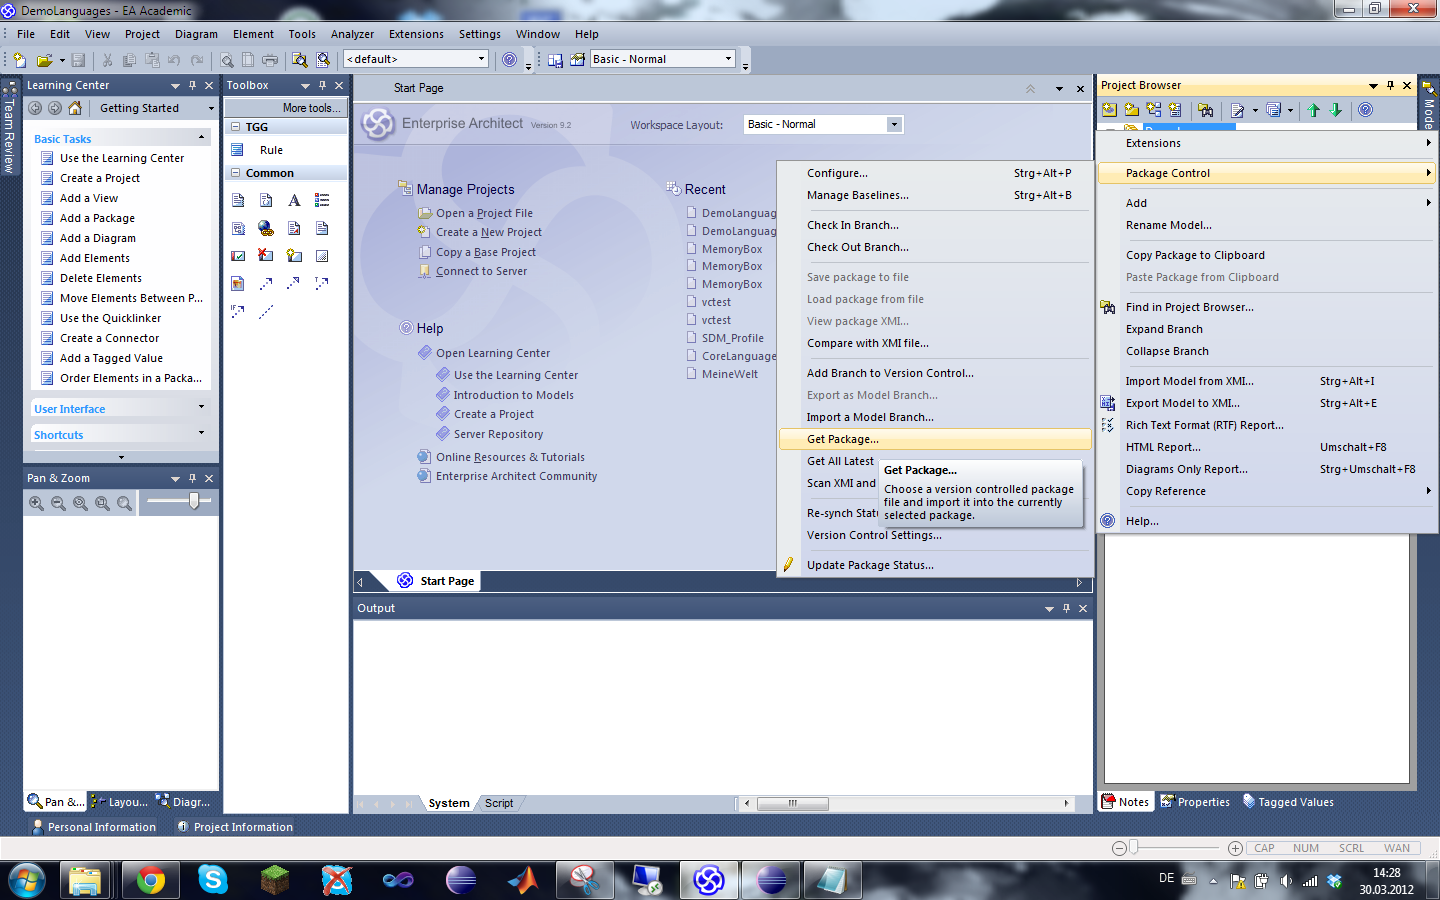 DemoLanguages - EA Academic
File Edit View Project Diagram Element Tools Analyzer Extensions Settings Window Help
<default>
Basic - Normal
Team Review
Learning Center
Getting Started
Basic Tasks
Use the Learning Center
Create a Project
Add a View
Add a Package
Add a Diagram
Add Elements
Delete Elements
Move Elements Between P...
Use the Quicklinker
Create a Connector
Add a Tagged Value
Order Elements in a Packa...
User Interface
Shortcuts
Pan & Zoom
Pan &... Layou... Diagr...
Toolbox
More tools...
TGG
Rule
Common
Start Page
Enterprise Architect Version 9.2
Workspace Layout: Basic - Normal
Manage Projects
Open a Project File
Create a New Project
Copy a Base Project
Connect to Server
Help
Open Learning Center
Use the Learning Center
Introduction to Models
Create a Project
Server Repository
Online Resources & Tutorials
Enterprise Architect Community
Recent
DemoLanguag
DemoLanguag
MemoryBox
MemoryBox
MemoryBox
vctest
vctest
SDM_Profile
CoreLanguage
MeineWelt
Start Page
Output
System Script
Configure... Strg+Alt+P
Manage Baselines... Strg+Alt+B
Check In Branch...
Check Out Branch...
Save package to file
Load package from file
View package XMI...
Compare with XMI file...
Add Branch to Version Control...
Export as Model Branch...
Import a Model Branch...
Get Package...
Get All Latest
Scan XMI and
Re-synch Statu
Version Control Settings...
Update Package Status...
Get Package...
Choose a version controlled package
file and import it into the currently
selected package.
Project Browser
Mode
Extensions
Package Control
Add
Rename Model...
Copy Package to Clipboard
Paste Package from Clipboard
Find in Project Browser...
Expand Branch
Collapse Branch
Import Model from XMI... Strg+Alt+I
Export Model to XMI... Strg+Alt+E
Rich Text Format (RTF) Report...
HTML Report... Umschalt+F8
Diagrams Only Report... Strg+Umschalt+F8
Copy Reference
Help...
Notes Properties Tagged Values
Personal Information Project Information
CAP NUM SCRL WAN
DE
14:28
30.03.2012